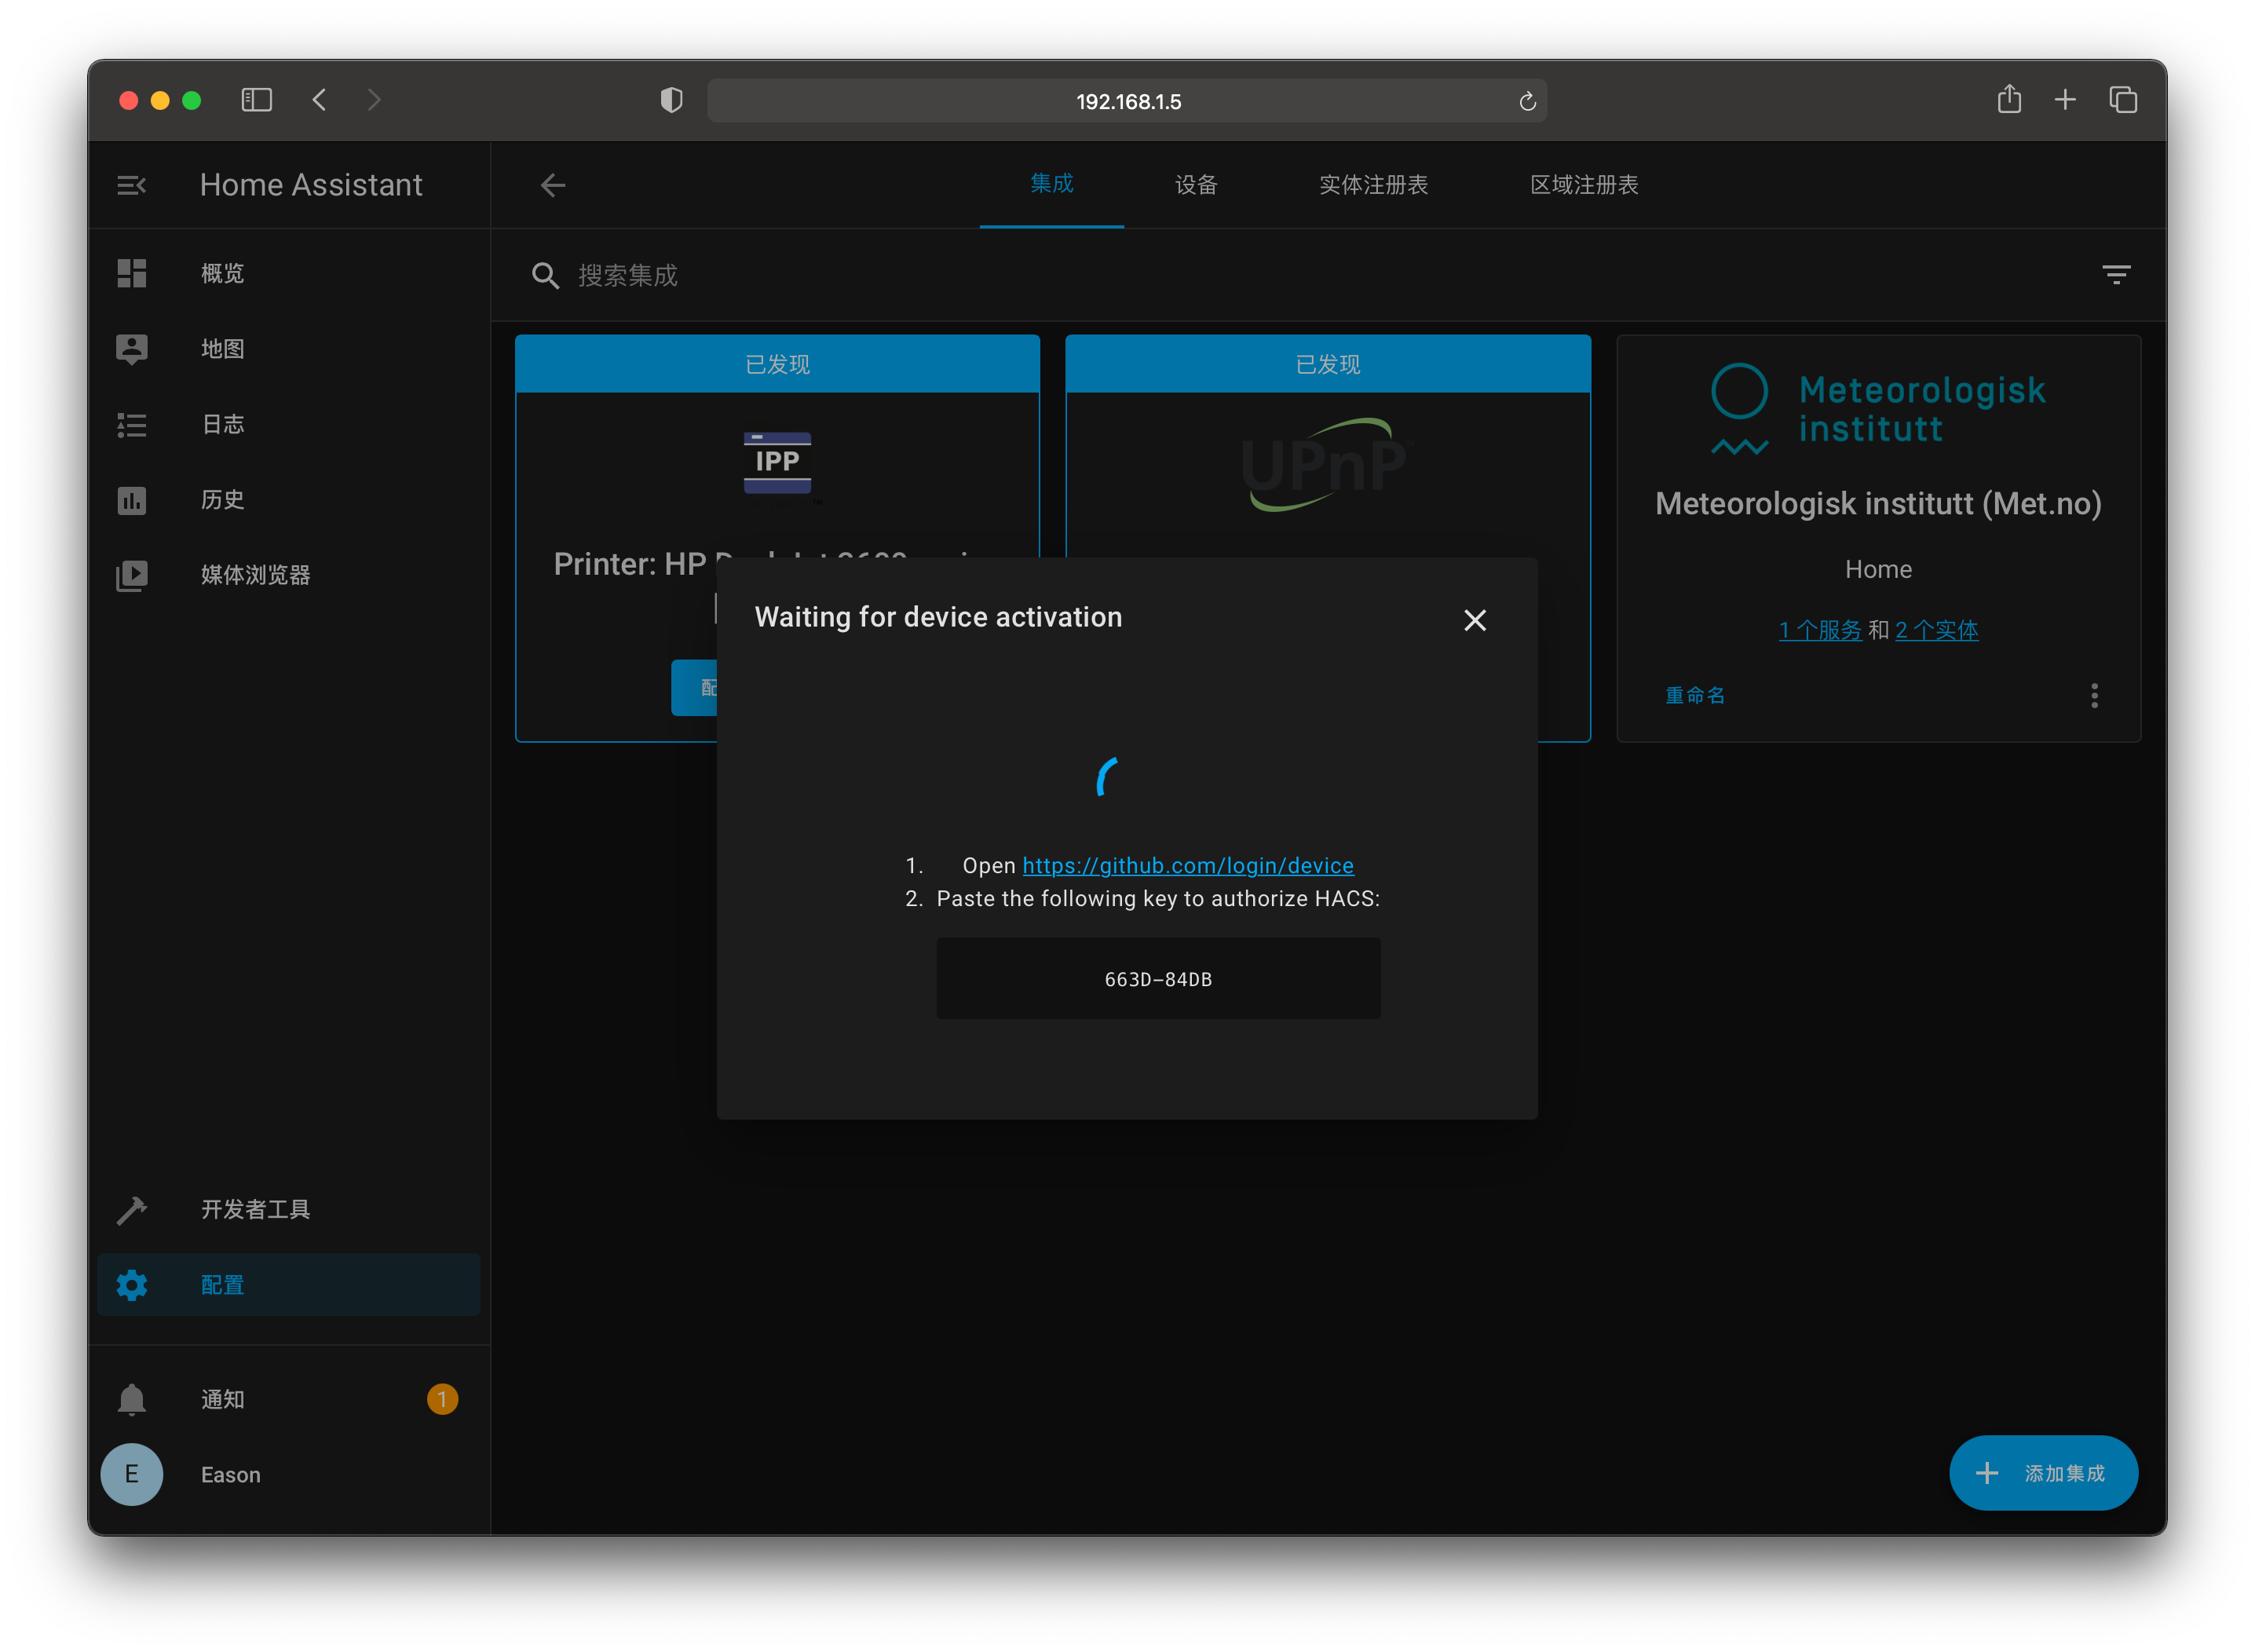 192.168.1.5
Home Assistant
集成
设备
实体注册表
区域注册表
概览
地图
日志
历史
媒体浏览器
开发者工具
配置
通知
1
E
Eason
搜索集成
已发现
IPP
Printer: HP
已发现
UPnP
Meteorologisk
institutt
Meteorologisk institutt (Met.no)
Home
1 个服务 和 2 个实体
重命名
Waiting for device activation
1. Open https://github.com/login/device
2. Paste the following key to authorize HACS:
663D-84DB
添加集成